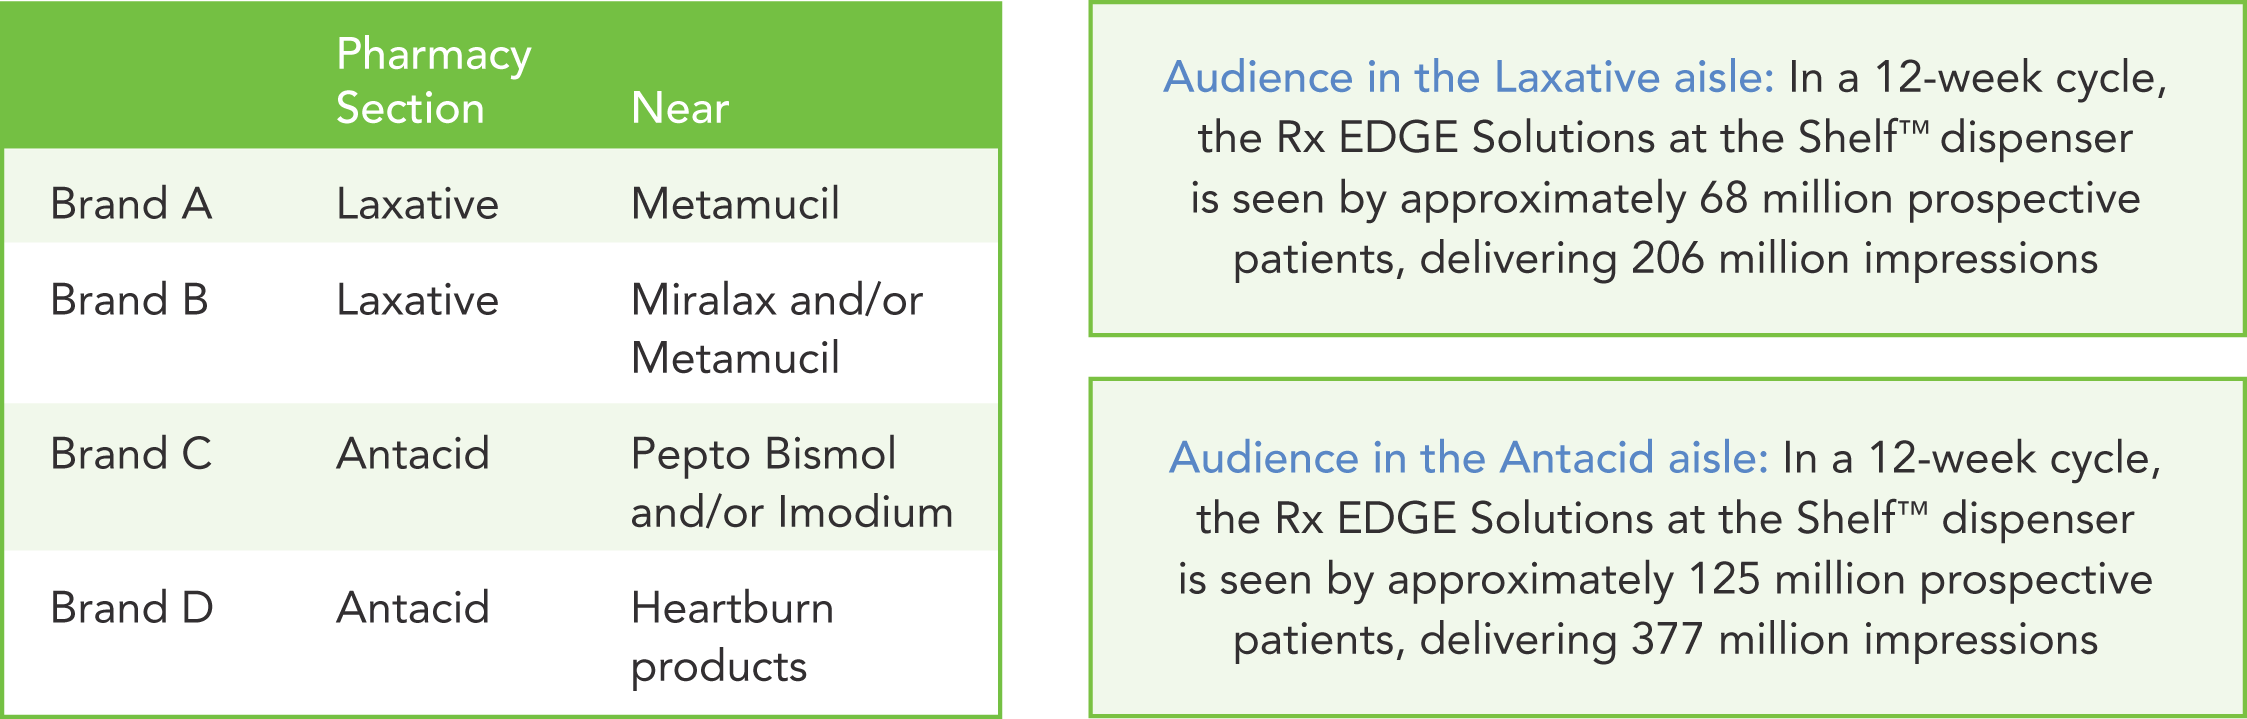 Pharmacy
Section Near
Brand A Laxative Metamucil
Brand B Laxative Miralax and/or
Metamucil
Brand C Antacid Pepto Bismol
and/or Imodium
Brand D Antacid Heartburn
products
Audience in the Laxative aisle: In a 12-week cycle,
the Rx EDGE Solutions at the Shelf™ dispenser
is seen by approximately 68 million prospective
patients, delivering 206 million impressions
Audience in the Antacid aisle: In a 12-week cycle,
the Rx EDGE Solutions at the Shelf™ dispenser
is seen by approximately 125 million prospective
patients, delivering 377 million impressions